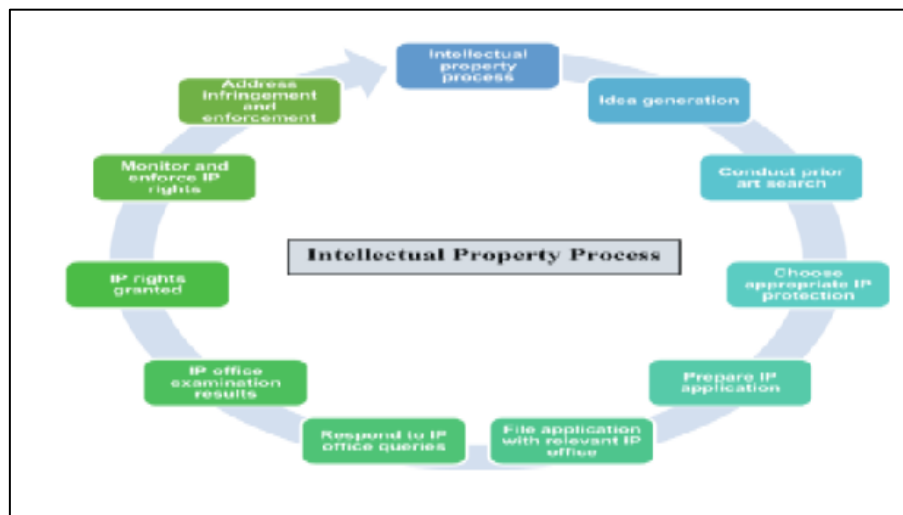 Intellectual
property
process
Idea generation
Conduct prior
art search
Choose
appropriate IP
protection
Prepare IP
application
File application
with relevant IP
office
Respond to IP
office queries
IP office
examination
results
IP rights
granted
Monitor and
enforce IP
rights
Address
infringement
and
enforcement
Intellectual Property Process